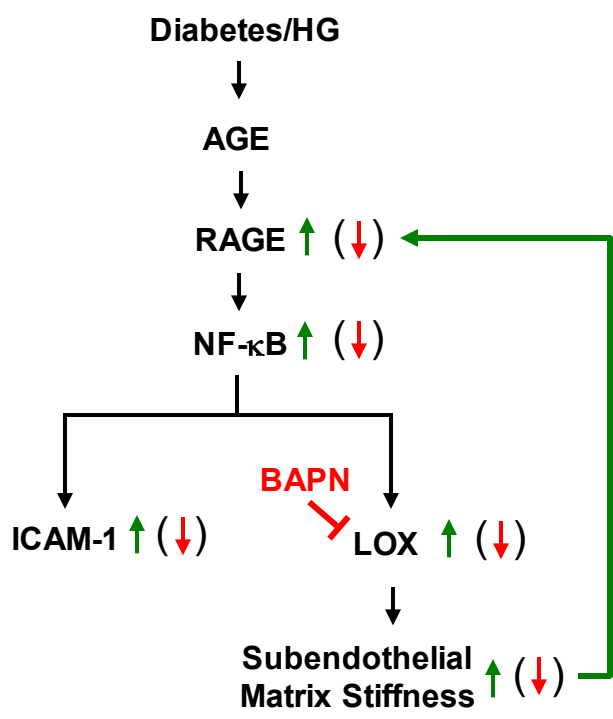 Diabetes/HG
AGE
RAGE ↑ (↓)
NF-κB ↑ (↓)
BAPN
ICAM-1 ↑ (↓)
LOX ↑ (↓)
Subendothelial
Matrix Stiffness ↑ (↓)